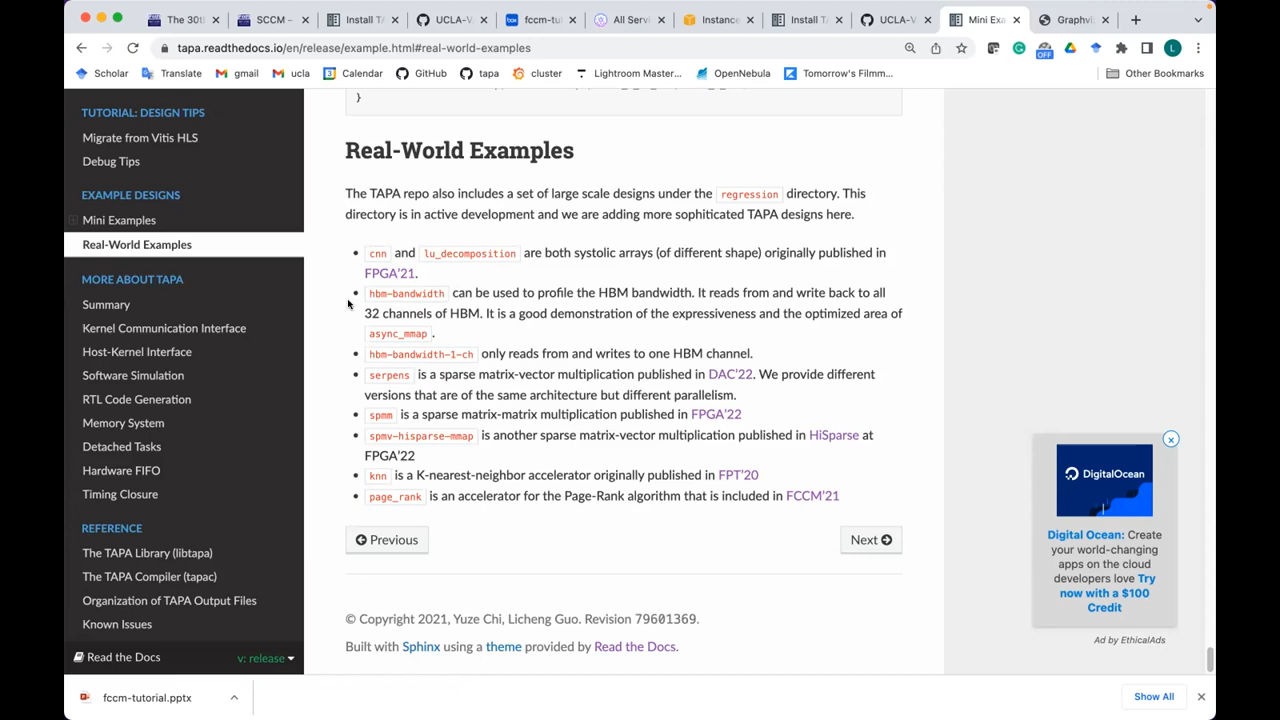 The 30th
SCCM -
Install TA
UCLA-V
fccm-tut
All Servi
Instance
Install TA
UCLA-V
Mini Exa
Graphvi
tapa.readthedocs.io/en/release/example.html#real-world-examples
OFF
L
Scholar
Translate
gmail
ucla
Calendar
GitHub
tapa
cluster
Lightroom Master...
OpenNebula
Tomorrow's Filmm...
Other Bookmarks
TUTORIAL: DESIGN TIPS
Migrate from Vitis HLS
Debug Tips
EXAMPLE DESIGNS
Mini Examples
Real-World Examples
MORE ABOUT TAPA
Summary
Kernel Communication Interface
Host-Kernel Interface
Software Simulation
RTL Code Generation
Memory System
Detached Tasks
Hardware FIFO
Timing Closure
REFERENCE
The TAPA Library (libtapa)
The TAPA Compiler (tapac)
Organization of TAPA Output Files
Known Issues
Read the Docs
v: release
}
Real-World Examples
The TAPA repo also includes a set of large scale designs under the regression directory. This
directory is in active development and we are adding more sophiticated TAPA designs here.
• cnn and lu_decomposition are both systolic arrays (of different shape) originally published in
FPGA'21.
• hbm-bandwidth can be used to profile the HBM bandwidth. It reads from and write back to all
32 channels of HBM. It is a good demonstration of the expressiveness and the optimized area of
async_mmap .
• hbm-bandwidth-1-ch only reads from and writes to one HBM channel.
• serpens is a sparse matrix-vector multiplication published in DAC'22. We provide different
versions that are of the same architecture but different parallelism.
• spmm is a sparse matrix-matrix multiplication published in FPGA'22
• spmv-hisparse-mmap is another sparse matrix-vector multiplication published in HiSparse at
FPGA'22
• knn is a K-nearest-neighbor accelerator originally published in FPT'20
• page_rank is an accelerator for the Page-Rank algorithm that is included in FCCM'21
Previous
Next
© Copyright 2021, Yuze Chi, Licheng Guo. Revision 79601369.
Built with Sphinx using a theme provided by Read the Docs.
DigitalOcean
Digital Ocean: Create
your world-changing
apps on the cloud
developers love Try
now with a $100
Credit
Ad by EthicalAds
fccm-tutorial.pptx
Show All